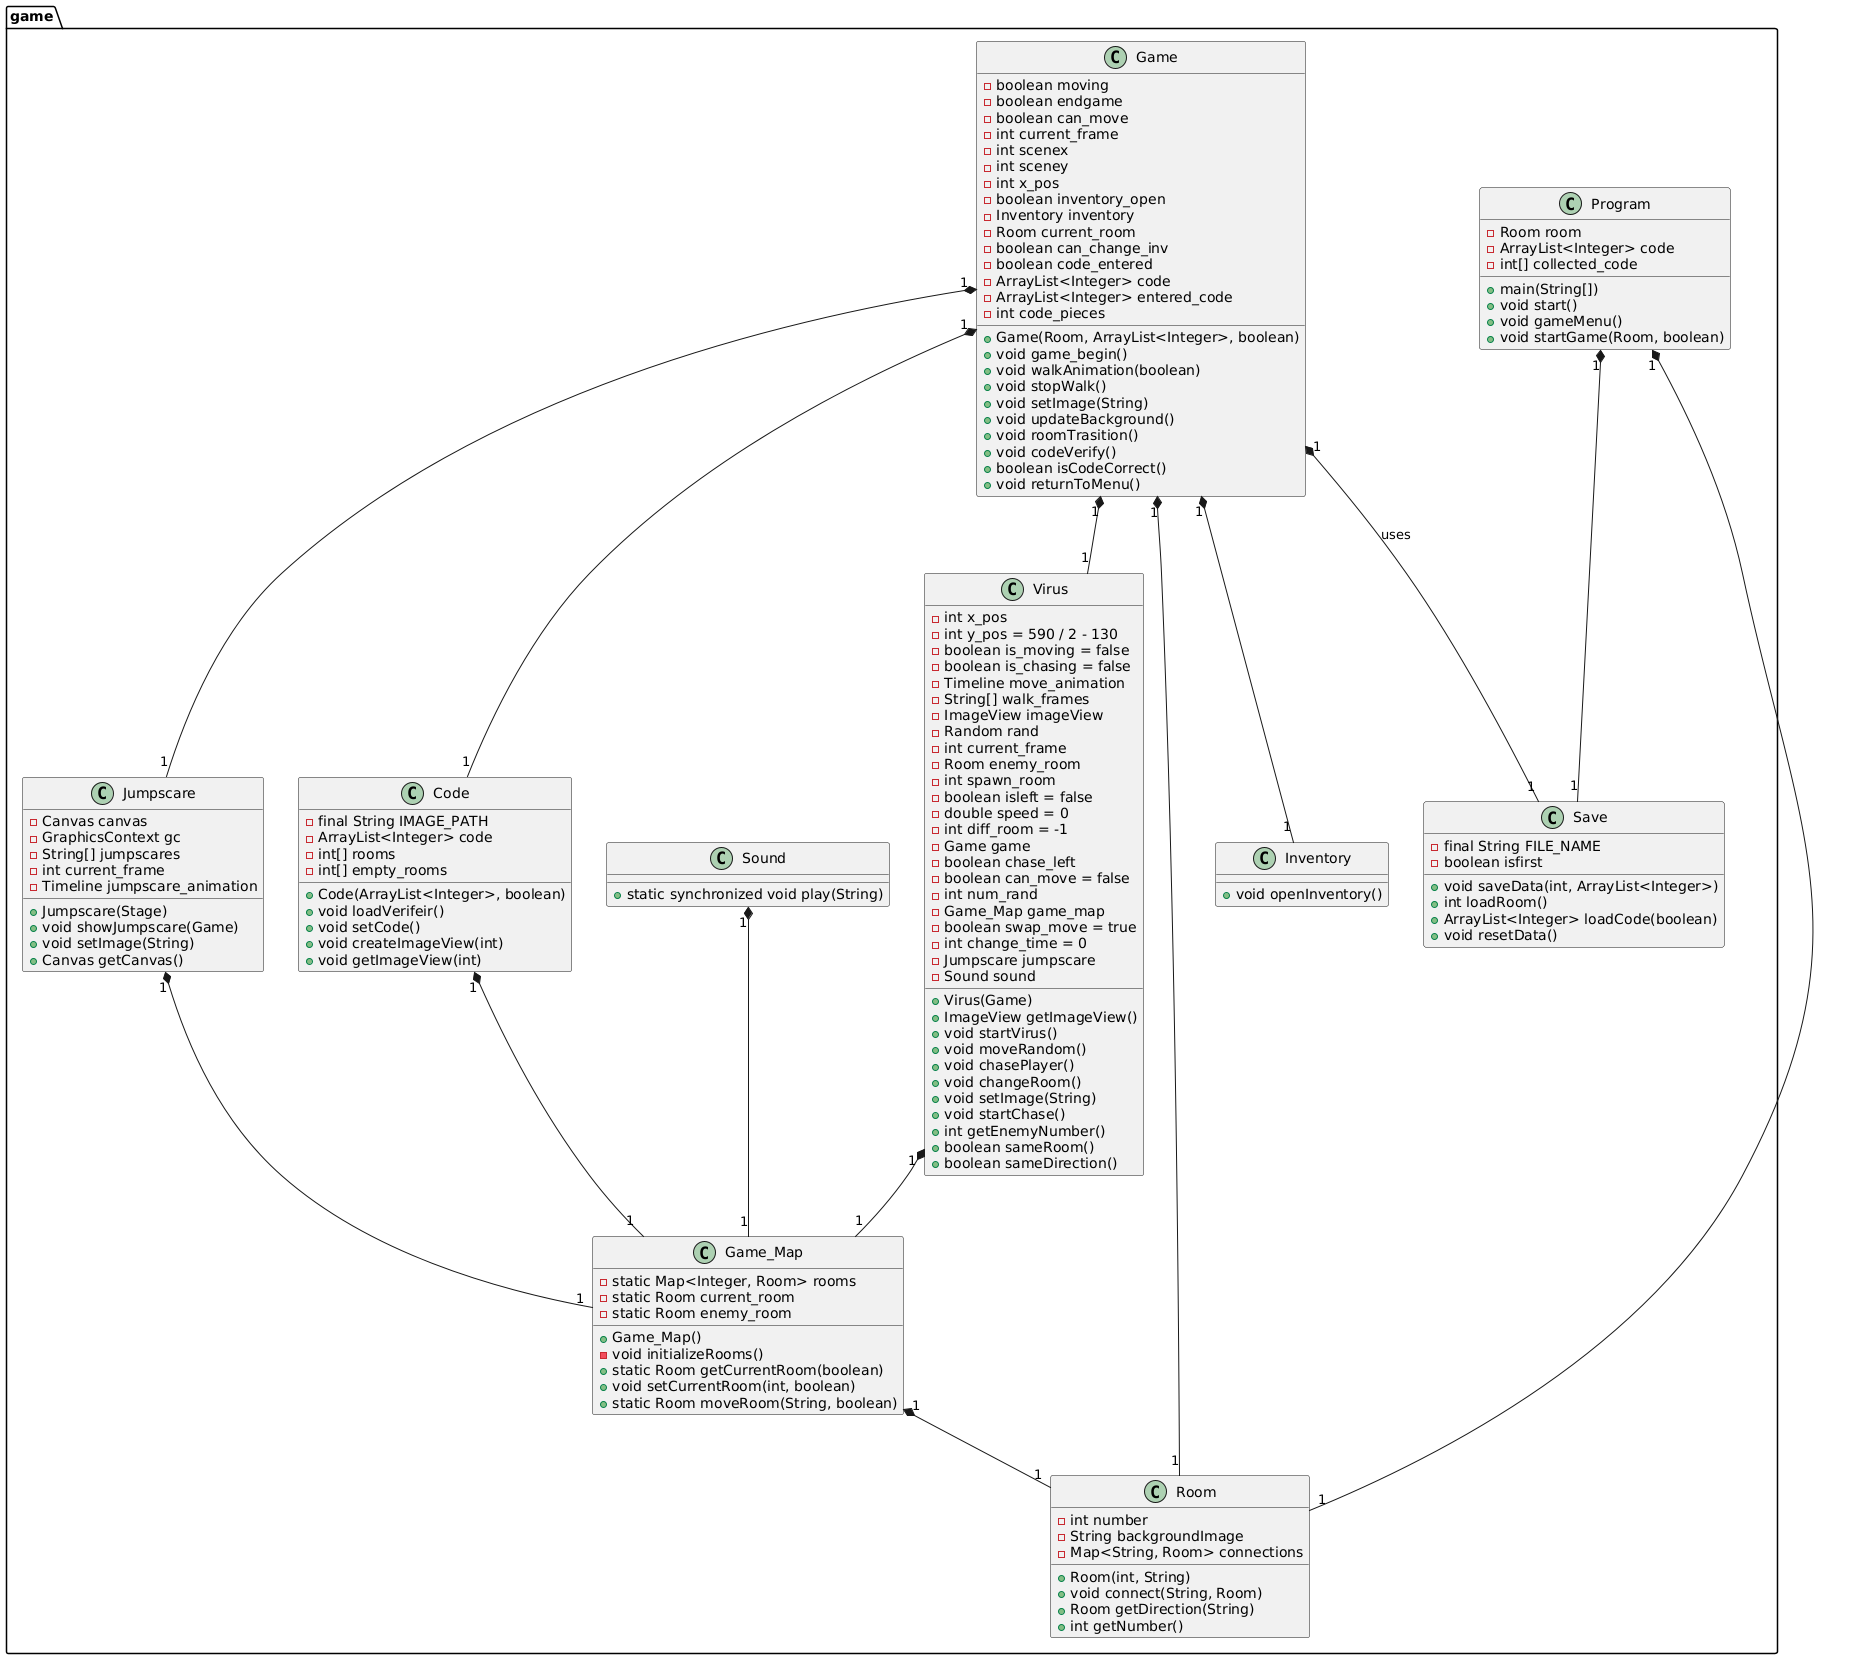 game
Game
boolean moving
boolean endgame
boolean can_move
int current_frame
int scenex
int sceney
int x_pos
boolean inventory_open
Inventory inventory
Room current_room
boolean can_change_inv
boolean code_entered
ArrayList<Integer> code
ArrayList<Integer> entered_code
int code_pieces
Game(Room, ArrayList<Integer>, boolean)
void game_begin()
void walkAnimation(boolean)
void stopWalk()
void setImage(String)
void updateBackground()
void roomTrasition()
void codeVerify()
boolean isCodeCorrect()
void returnToMenu()
Program
Room room
ArrayList<Integer> code
int[] collected_code
main(String[])
void start()
void gameMenu()
void startGame(Room, boolean)
1
1
1
1
1
1
1
1
uses
1
Virus
int x_pos
int y_pos = 590 / 2 - 130
boolean is_moving = false
boolean is_chasing = false
Timeline move_animation
String[] walk_frames
ImageView imageView
Random rand
int current_frame
Room enemy_room
int spawn_room
boolean isleft = false
double speed = 0
int diff_room = -1
Game game
boolean chase_left
boolean can_move = false
int num_rand
Game_Map game_map
boolean swap_move = true
int change_time = 0
Jumpscare jumpscare
Sound sound
Virus(Game)
ImageView getImageView()
void startVirus()
void moveRandom()
void chasePlayer()
void changeRoom()
void setImage(String)
void startChase()
int getEnemyNumber()
boolean sameRoom()
boolean sameDirection()
1
1
1
1
1
Jumpscare
Canvas canvas
GraphicsContext gc
String[] jumpscares
int current_frame
Timeline jumpscare_animation
Jumpscare(Stage)
void showJumpscare(Game)
void setImage(String)
Canvas getCanvas()
Code
final String IMAGE_PATH
ArrayList<Integer> code
int[] rooms
int[] empty_rooms
Code(ArrayList<Integer>, boolean)
void loadVerifeir()
void setCode()
void createImageView(int)
void getImageView(int)
Sound
static synchronized void play(String)
Inventory
void openInventory()
Save
final String FILE_NAME
boolean isfirst
void saveData(int, ArrayList<Integer>)
int loadRoom()
ArrayList<Integer> loadCode(boolean)
void resetData()
1
1
1
1
1
1
1
1
Game_Map
static Map<Integer, Room> rooms
static Room current_room
static Room enemy_room
Game_Map()
void initializeRooms()
static Room getCurrentRoom(boolean)
void setCurrentRoom(int, boolean)
static Room moveRoom(String, boolean)
1
1
1
1
Room
int number
String backgroundImage
Map<String, Room> connections
Room(int, String)
void connect(String, Room)
Room getDirection(String)
int getNumber()